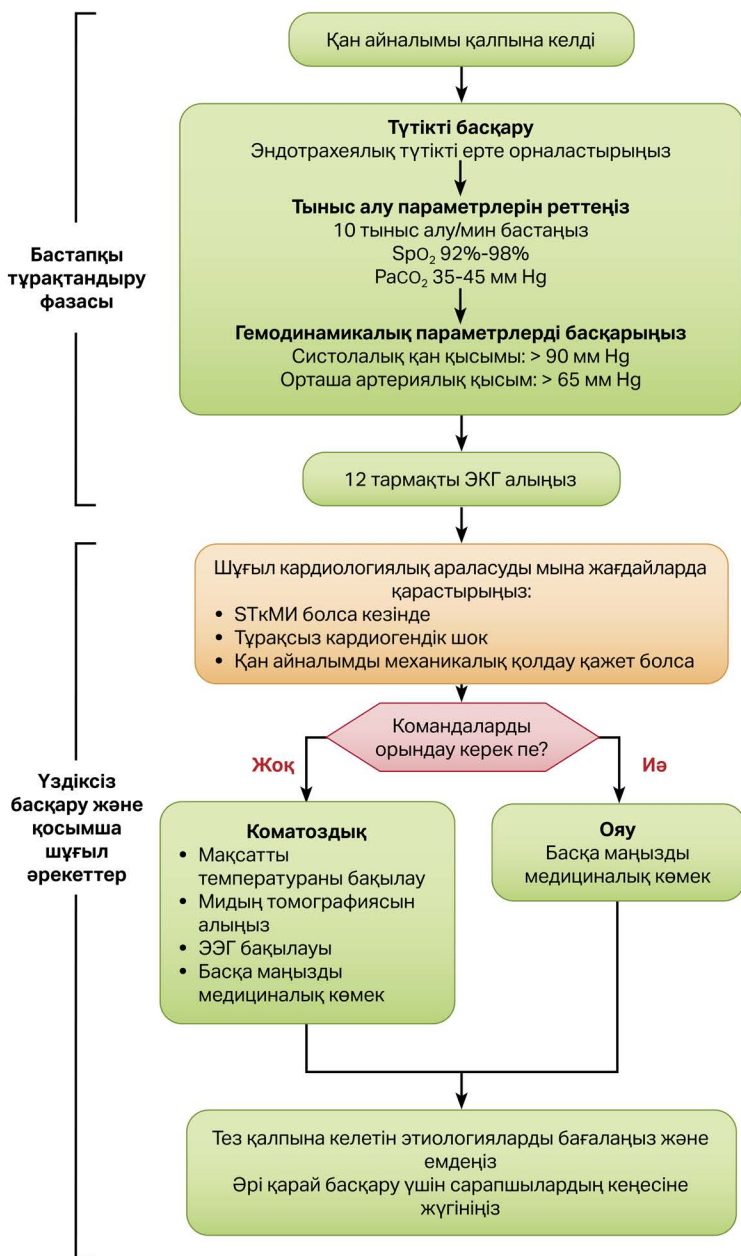 Қан айналымы қалпына келді
Түтікті басқару
Эндотрахеялық түтікті ерте орналастырыңыз
Тыныс алу параметрлерін реттеңіз
10 тыныс алу/мин бастаңыз
SpO₂ 92%-98%
PaCO₂ 35-45 мм Hg
Гемодинамикалық параметрлерді басқарыңыз
Систолалық қан қысымы: > 90 мм Hg
Орташа артериялық қысым: > 65 мм Hg
12 тармақты ЭКГ алыңыз
Бастапқы
тұрақтандыру
фазасы
Шұғыл кардиологиялық араласуды мына жағдайларда
қарастырыңыз:
• STкМИ болса кезінде
• Тұрақсыз кардиогендік шок
• Қан айналымды механикалық қолдау қажет болса
Командаларды
орындау керек пе?
Жоқ
Иә
Үздіксіз
басқару және
қосымша
шұғыл
әрекеттер
Коматоздық
• Мақсатты
температураны бақылау
• Мидың томографиясын
алыңыз
• ЭЭГ бақылауы
• Басқа маңызды
медициналық көмек
Ояу
Басқа маңызды
медициналық көмек
Тез қалпына келетін этиологияларды бағалаңыз және
емдеңіз
Әрі қарай басқару үшін сарапшылардың кеңесіне
жүгініңіз